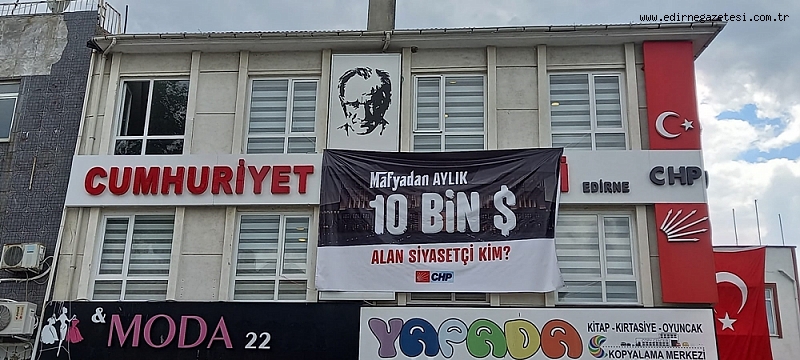 www.edirnegazetesi.com.tr
CUMHURİYET
İ EDİRNE CHP
Mafyadan AYLIK
10 BİN $
ALAN SİYASETÇİ KİM?
CHP
& MODA 22
YAPADA
KİTAP - KIRTASİYE - OYUNCAK
KOPYALAMA MERKEZİ